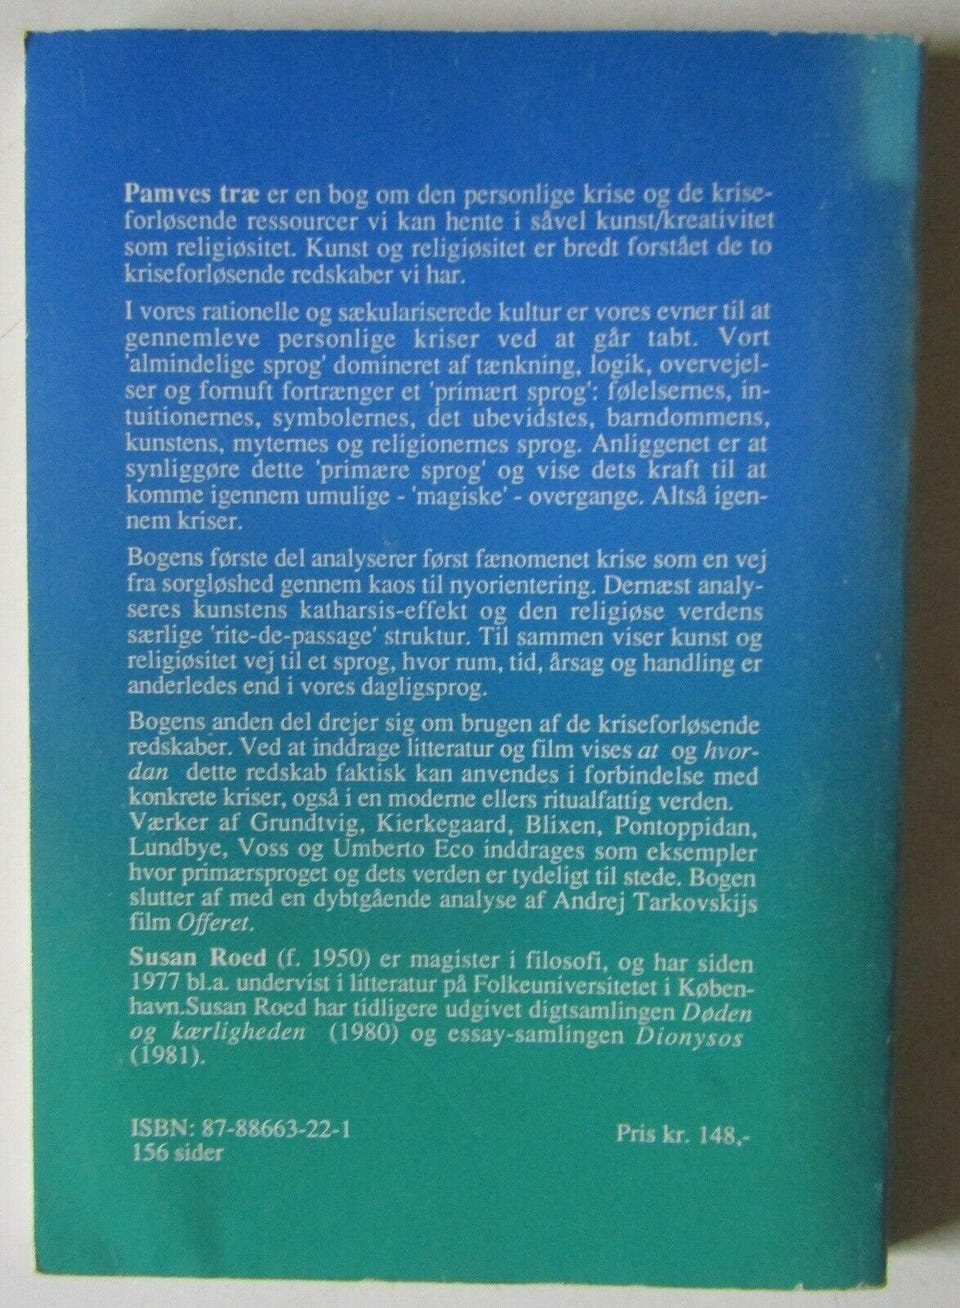 Pamves træ er en bog om den personlige krise og de krise-
forløsende ressourcer vi kan hente i såvel kunst/kreativitet
som religiøsitet. Kunst og religiøsitet er bredt forstået de to
kriseforløsende redskaber vi har.
I vores rationelle og sækulariserede kultur er vores evner til at
gennemleve personlige kriser ved at går tabt. Vort
'almindelige sprog' domineret af tænkning, logik, overvejel-
ser og fornuft fortrænger et 'primært sprog': følelsernes, in-
tuitionernes, symbolernes, det ubevidstes, barndommens,
kunstens, myternes og religionernes sprog. Anliggenet er at
synliggøre dette 'primære sprog' og vise dets kraft til at
komme igennem umulige - 'magiske' - overgange. Altså igen-
nem kriser.
Bogens første del analyserer først fænomenet krise som en vej
fra sorgløshed gennem kaos til nyorientering. Dernæst analy-
seres kunstens katharsis-effekt og den religiøse verdens
særlige 'rite-de-passage' struktur. Til sammen viser kunst og
religiøsitet vej til et sprog, hvor rum, tid, årsag og handling er
anderledes end i vores dagligsprog.
Bogens anden del drejer sig om brugen af de kriseforløsende
redskaber. Ved at inddrage litteratur og film vises at og hvor-
dan dette redskab faktisk kan anvendes i forbindelse med
konkrete kriser, også i en moderne ellers ritualfattig verden.
Værker af Grundtvig, Kierkegaard, Blixen, Pontoppidan,
Lundbye, Voss og Umberto Eco inddrages som eksempler
hvor primærsproget og dets verden er tydeligt til stede. Bogen
slutter af med en dybtgående analyse af Andrej Tarkovskijs
film Offeret.
Susan Roed (f. 1950) er magister i filosofi, og har siden
1977 bl.a. undervist i litteratur på Folkeuniversitetet i Køben-
havn.Susan Roed har tidligere udgivet digtsamlingen Døden
og kærligheden (1980) og essay-samlingen Dionysos
(1981).
ISBN: 87-88663-22-1
Pris kr. 148,-
156 sider